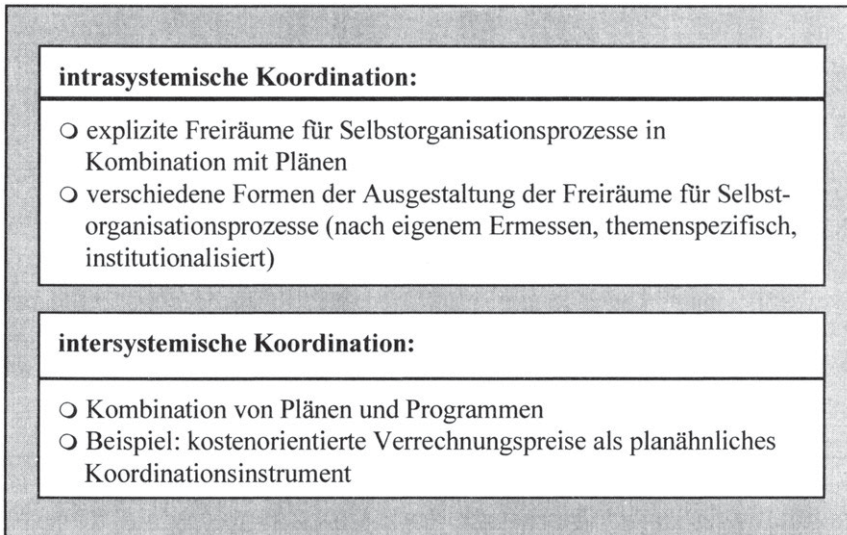 intrasystemische Koordination:
❍ explizite Freiräume für Selbstorganisationsprozesse in
Kombination mit Plänen
❍ verschiedene Formen der Ausgestaltung der Freiräume für Selbst-
organisationsprozesse (nach eigenem Ermessen, themenspezifisch,
institutionalisiert)
intersystemische Koordination:
❍ Kombination von Plänen und Programmen
❍ Beispiel: kostenorientierte Verrechnungspreise als planähnliches
Koordinationsinstrument